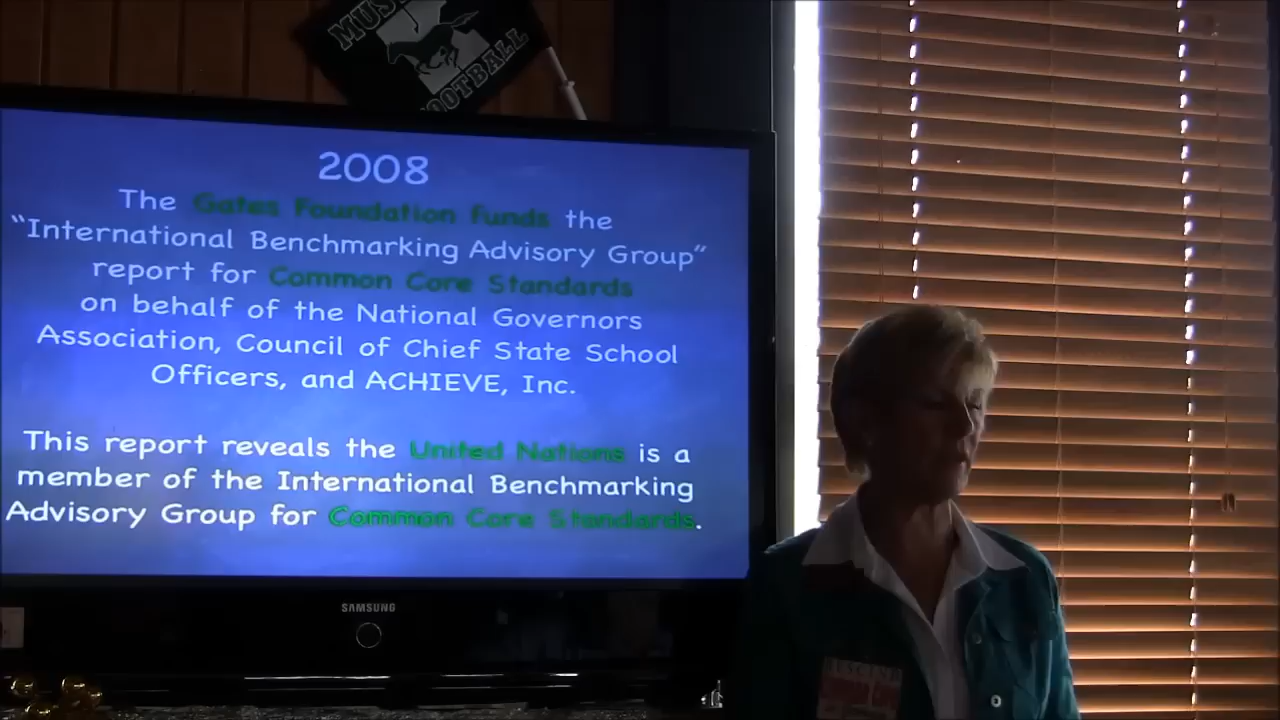 MUS
FOOTBALL
2008
The Gates Foundation funds the
“International Benchmarking Advisory Group”
report for Common Core Standards
on behalf of the National Governors
Association, Council of Chief State School
Officers, and ACHIEVE, Inc.
This report reveals the United Nations is a
member of the International Benchmarking
Advisory Group for Common Core Standards.
SAMSUNG